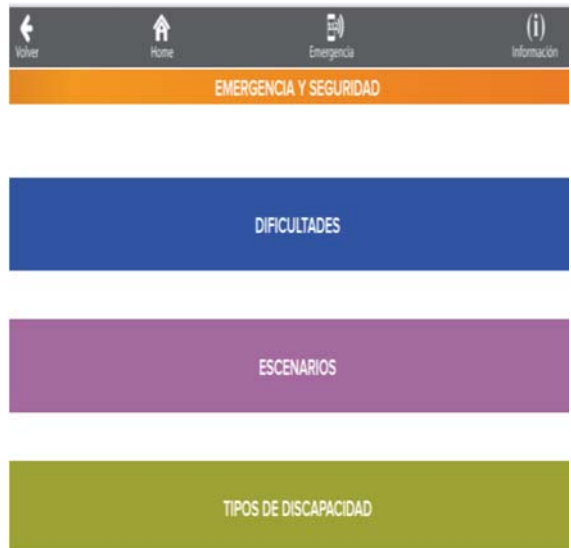 Volver
Home
Emergencia
Información
EMERGENCIA Y SEGURIDAD
DIFICULTADES
ESCENARIOS
TIPOS DE DISCAPACIDAD